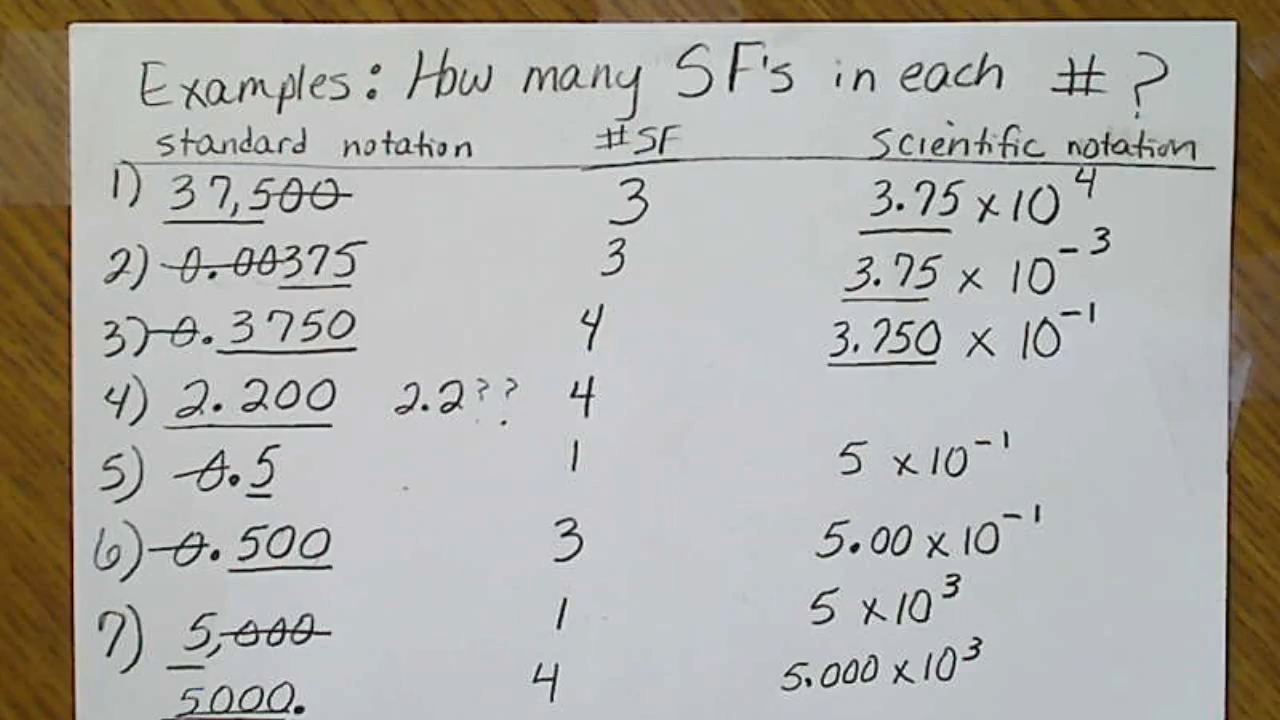 Examples: How many SF's in each # ?
standard notation #SF Scientific notation
1) 37,500 3 3.75 x 10^4
2) 0.00375 3 3.75 x 10^-3
3) 0.3750 4 3.750 x 10^-1
4) 2.200 2.2?? 4
5) 0.5 1 5 x 10^-1
6) 0.500 3 5.00 x 10^-1
7) 5,000 1 5 x 10^3
5000. 4 5.000 x 10^3